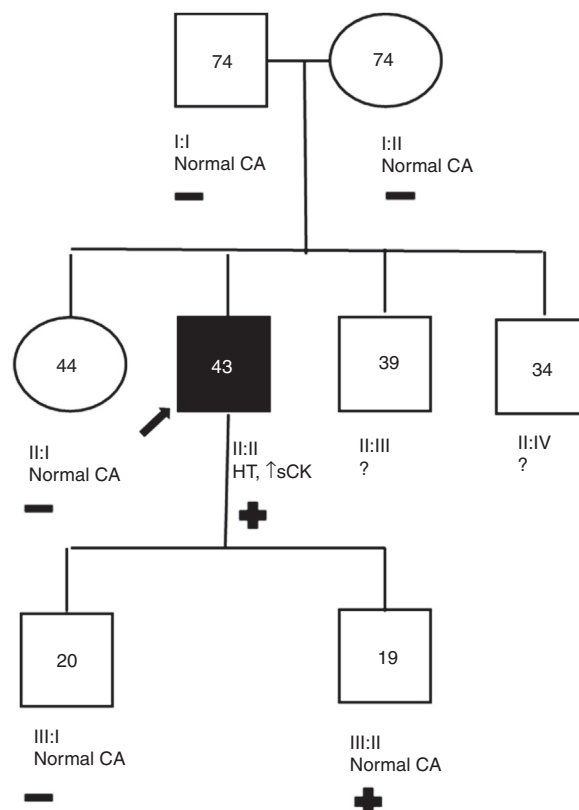 74
74
I:I
Normal CA
I:II
Normal CA
44
43
39
34
II:I
Normal CA
II:II
HT, ↑sCK
II:III
?
II:IV
?
20
19
III:I
Normal CA
III:II
Normal CA